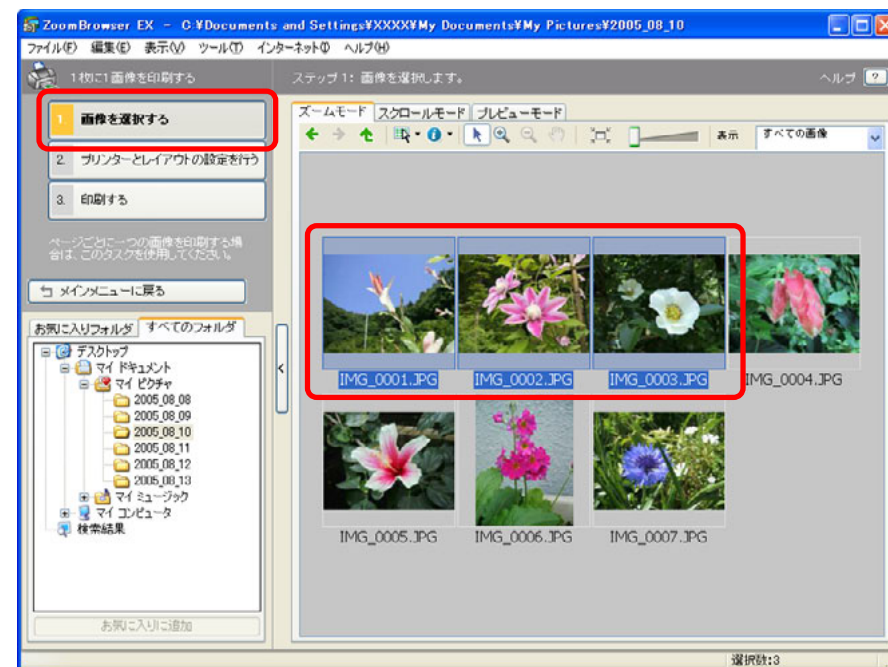 ZoomBrowser EX - C:¥Documents and Settings¥XXXX¥My Documents¥My Pictures¥2005_08_10
ファイル(F) 編集(E) 表示(V) ツール(T) インターネット(I) ヘルプ(H)
1枚に1画像を印刷する
ステップ1: 画像を選択します。
ヘルプ ?
1. 画像を選択する
2. プリンターとレイアウトの設定を行う
3. 印刷する
ページごとに一つの画像を印刷する場
合は、このタスクを使用してください。
メインメニューに戻る
お気に入りフォルダ すべてのフォルダ
デスクトップ
マイ ドキュメント
マイ ピクチャ
2005_08_08
2005_08_09
2005_08_10
2005_08_11
2005_08_12
2005_08_13
マイ ミュージック
マイ コンピュータ
検索結果
お気に入りに追加
ズームモード スクロールモード プレビューモード
表示 すべての画像
IMG_0001.JPG IMG_0002.JPG IMG_0003.JPG IMG_0004.JPG
IMG_0005.JPG IMG_0006.JPG IMG_0007.JPG
選択数:3